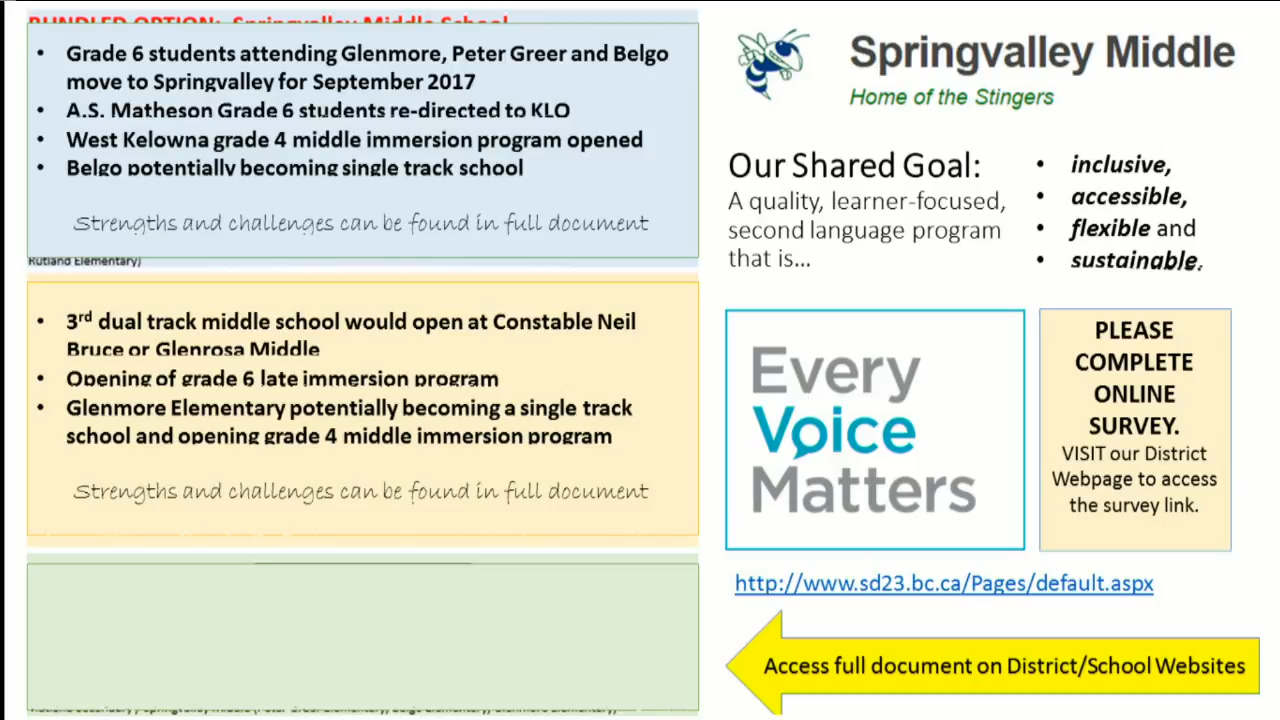 BUNDLED OPTION: Springvalley Middle School
• Grade 6 students attending Glenmore, Peter Greer and Belgo
move to Springvalley for September 2017
• A.S. Matheson Grade 6 students re-directed to KLO
• West Kelowna grade 4 middle immersion program opened
• Belgo potentially becoming single track school
Strengths and challenges can be found in full document
Rutland Elementary)
• 3rd dual track middle school would open at Constable Neil
Bruce or Glenrosa Middle
• Opening of grade 6 late immersion program
• Glenmore Elementary potentially becoming a single track
school and opening grade 4 middle immersion program
Strengths and challenges can be found in full document
Springvalley Middle
Home of the Stingers
Our Shared Goal:
A quality, learner-focused,
second language program
that is...
• inclusive,
• accessible,
• flexible and
• sustainable.
Every
Voice
Matters
PLEASE
COMPLETE
ONLINE
SURVEY.
VISIT our District
Webpage to access
the survey link.
http://www.sd23.bc.ca/Pages/default.aspx
Access full document on District/School Websites